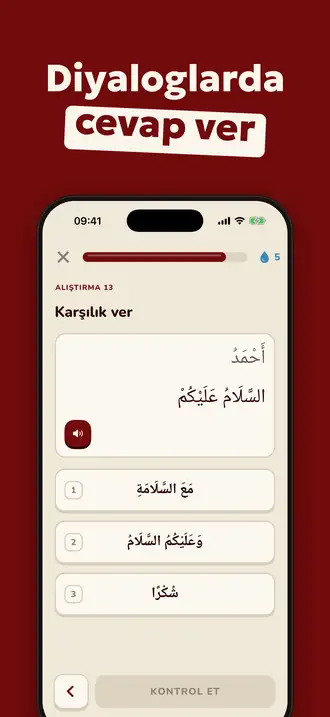 Diyaloglarda
cevap ver
09:41
5
ALIŞTIRMA 13
Karşılık ver
أَحْمَدُ
السَّلَامُ عَلَيْكُمْ
1 مَعَ السَّلَامَةِ
2 وَعَلَيْكُمُ السَّلَامُ
3 شُكْرًا
KONTROL ET